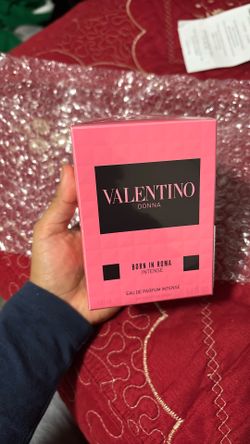 VALENTINO
DONNA
BORN IN ROMA
INTENSE
EAU DE PARFUM INTENSE